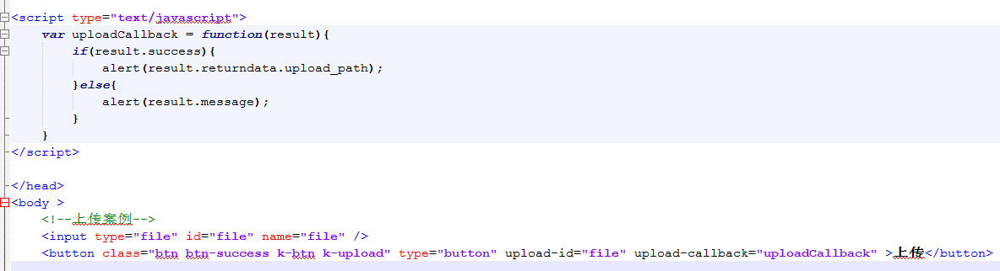 <script type="text/javascript">
var uploadCallback = function(result){
if(result.success){
alert(result.returndata.upload_path);
}else{
alert(result.message);
}
}
</script>
</head>
<body >
<!--上传案例-->
<input type="file" id="file" name="file" />
<button class="btn btn-success k-btn k-upload" type="button" upload-id="file" upload-callback="uploadCallback" >上传</button>